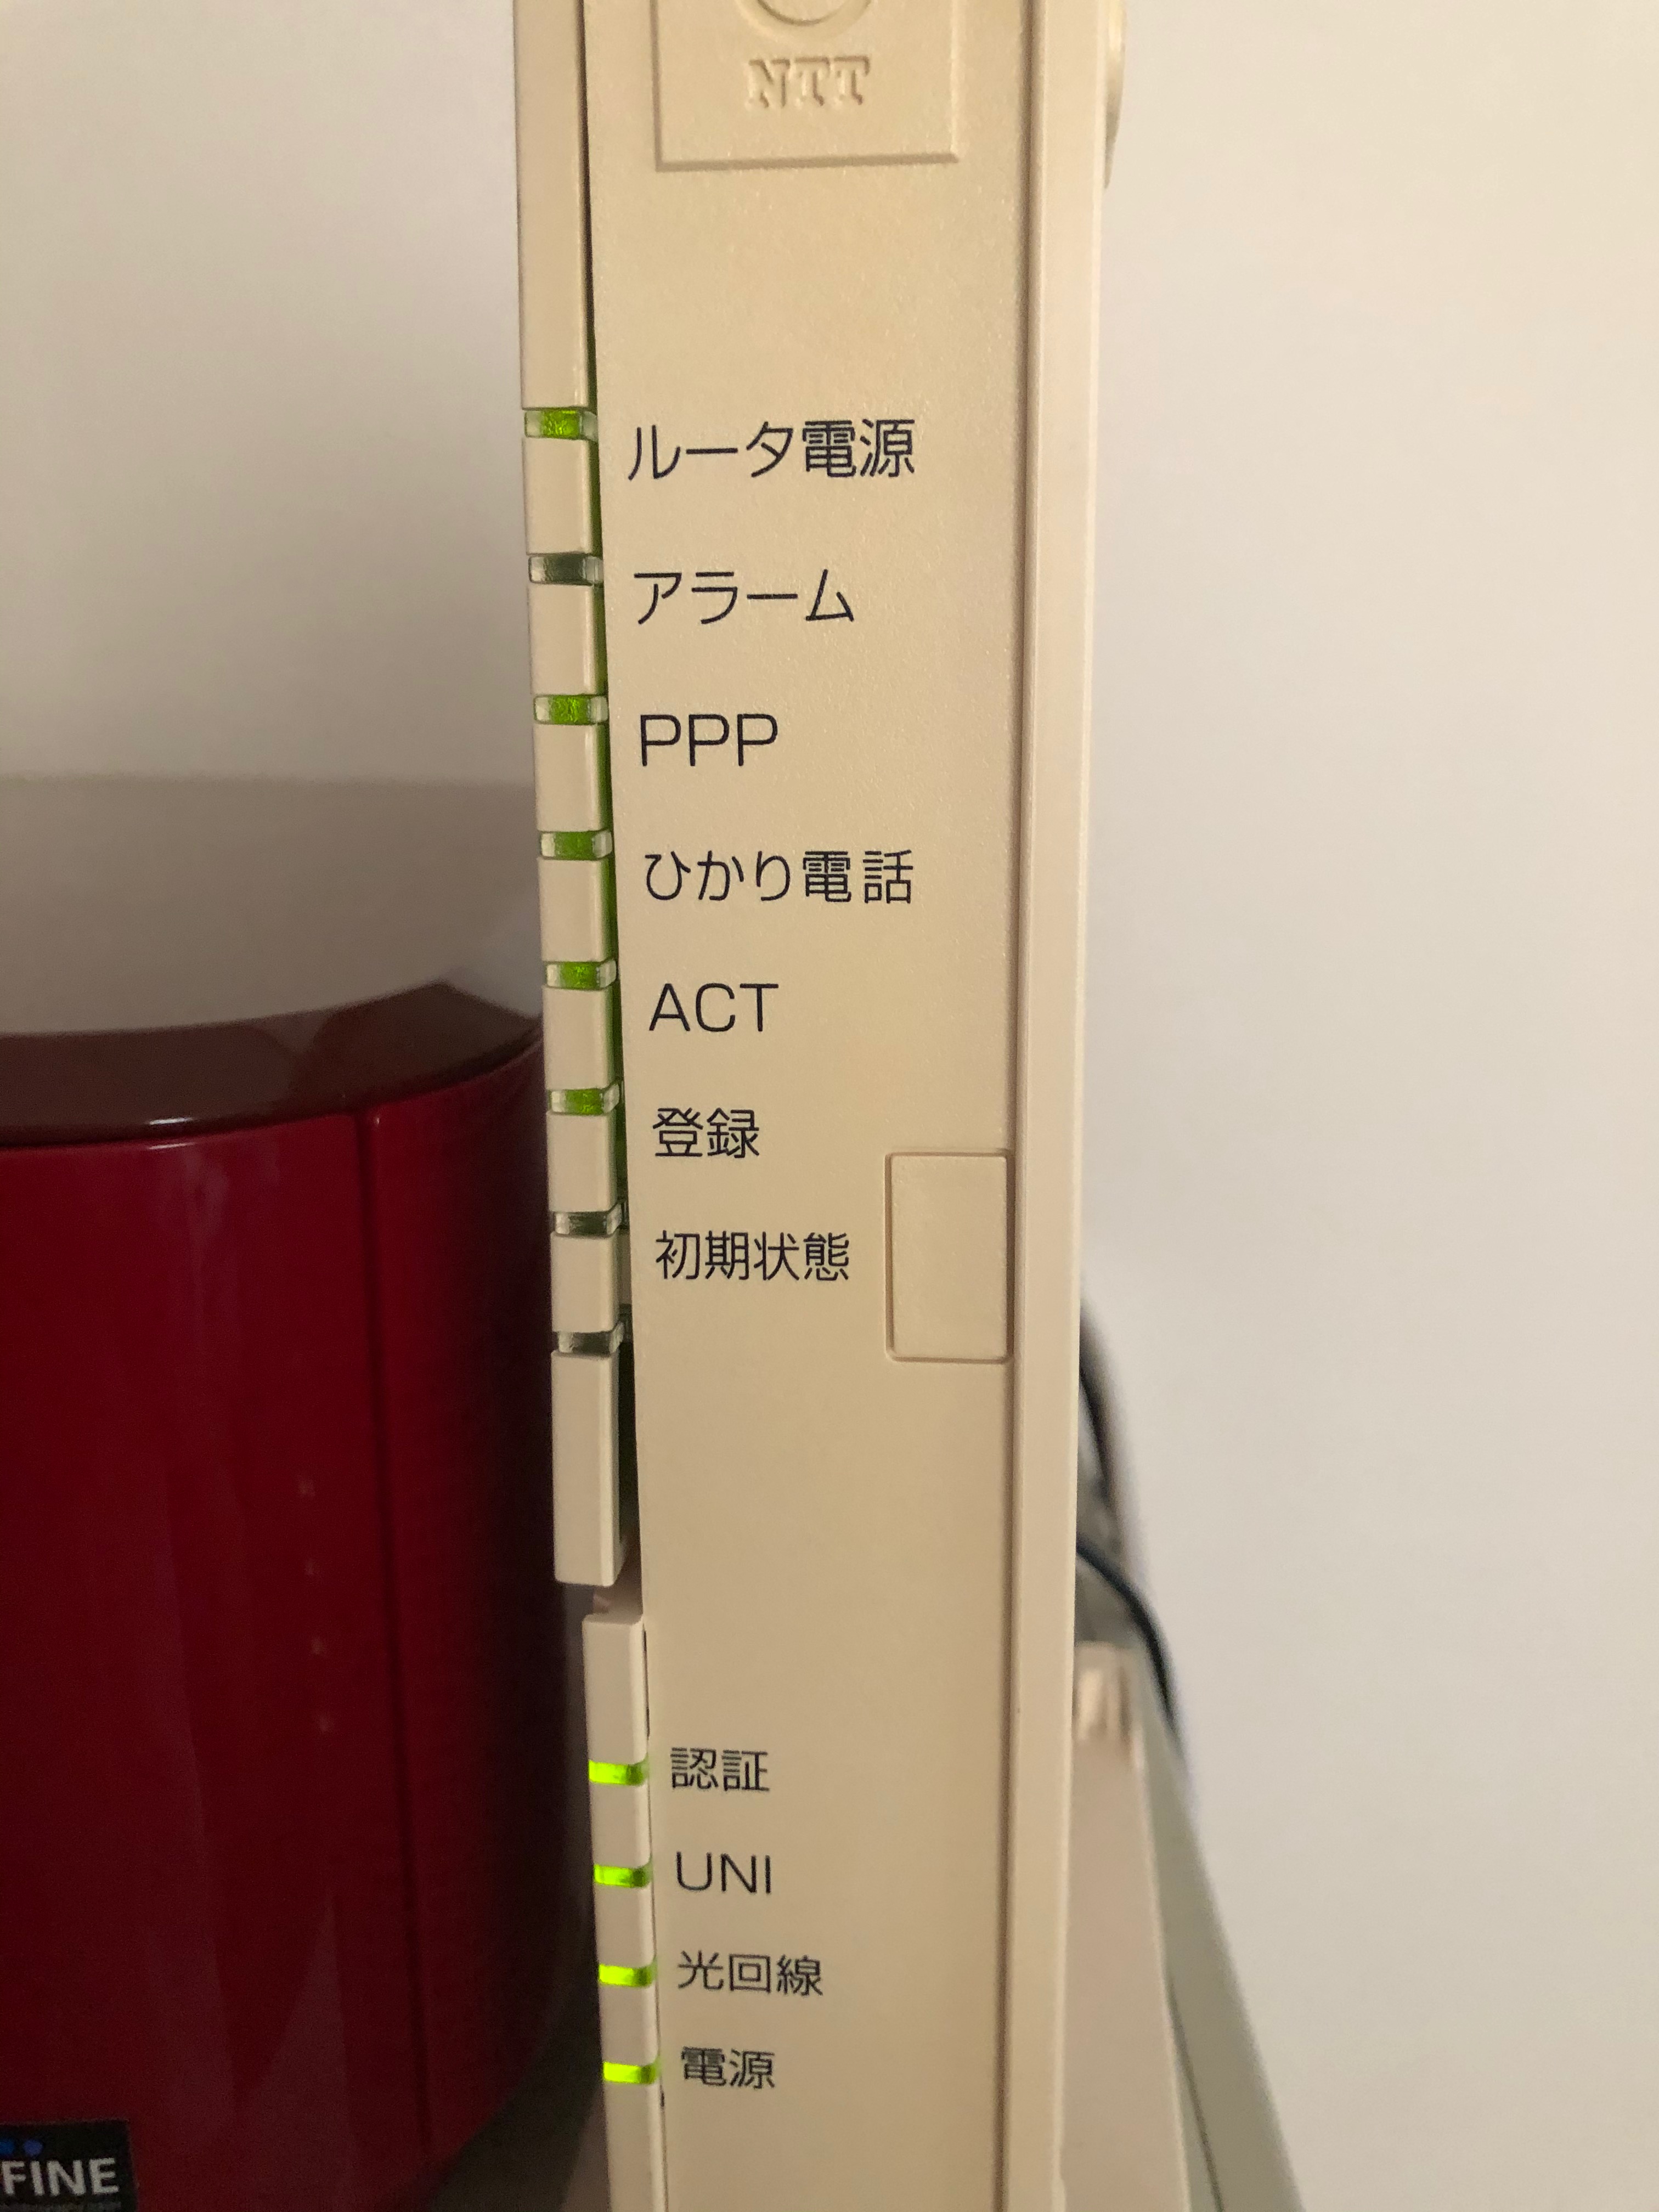 NTT
ルータ電源
アラーム
PPP
ひかり電話
ACT
登録
初期状態
認証
UNI
光回線
電源
FINE